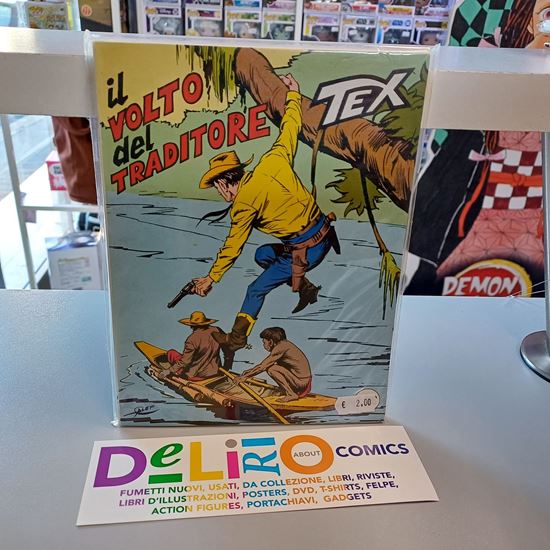 il
VOLTO
del
TRADITORE
TEX
GALEP
€ 2.00
DEMON
DeLiRiO ABOUT COMICS
FUMETTI NUOVI, USATI, DA COLLEZIONE, LIBRI, RIVISTE,
LIBRI D'ILLUSTRAZIONI, POSTERS, DVD, T-SHIRTS, FELPE,
ACTION FIGURES, PORTACHIAVI, GADGETS